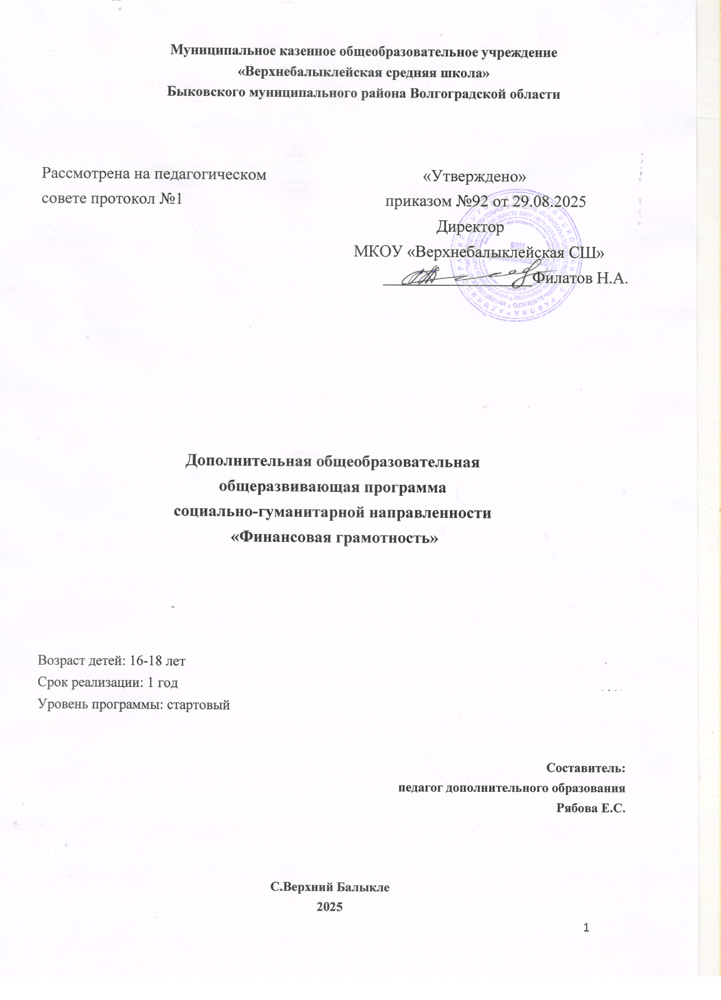 Муниципальное казенное общеобразовательное учреждение
«Верхнебалыклейская средняя школа»
Быковского муниципального района Волгоградской области
Рассмотрена на педагогическом
совете протокол №1
«Утверждено»
приказом №92 от 29.08.2025
Директор
МКОУ «Верхнебалыклейская СШ»
Филатов Н.А.
МКОУ
Дополнительная общеобразовательная
общеразвивающая программа
социально-гуманитарной направленности
«Финансовая грамотность»
Возраст детей: 16-18 лет
Срок реализации: 1 год
Уровень программы: стартовый
Составитель:
педагог дополнительного образования
Рябова Е.С.
С.Верхний Балыкле
2025
1